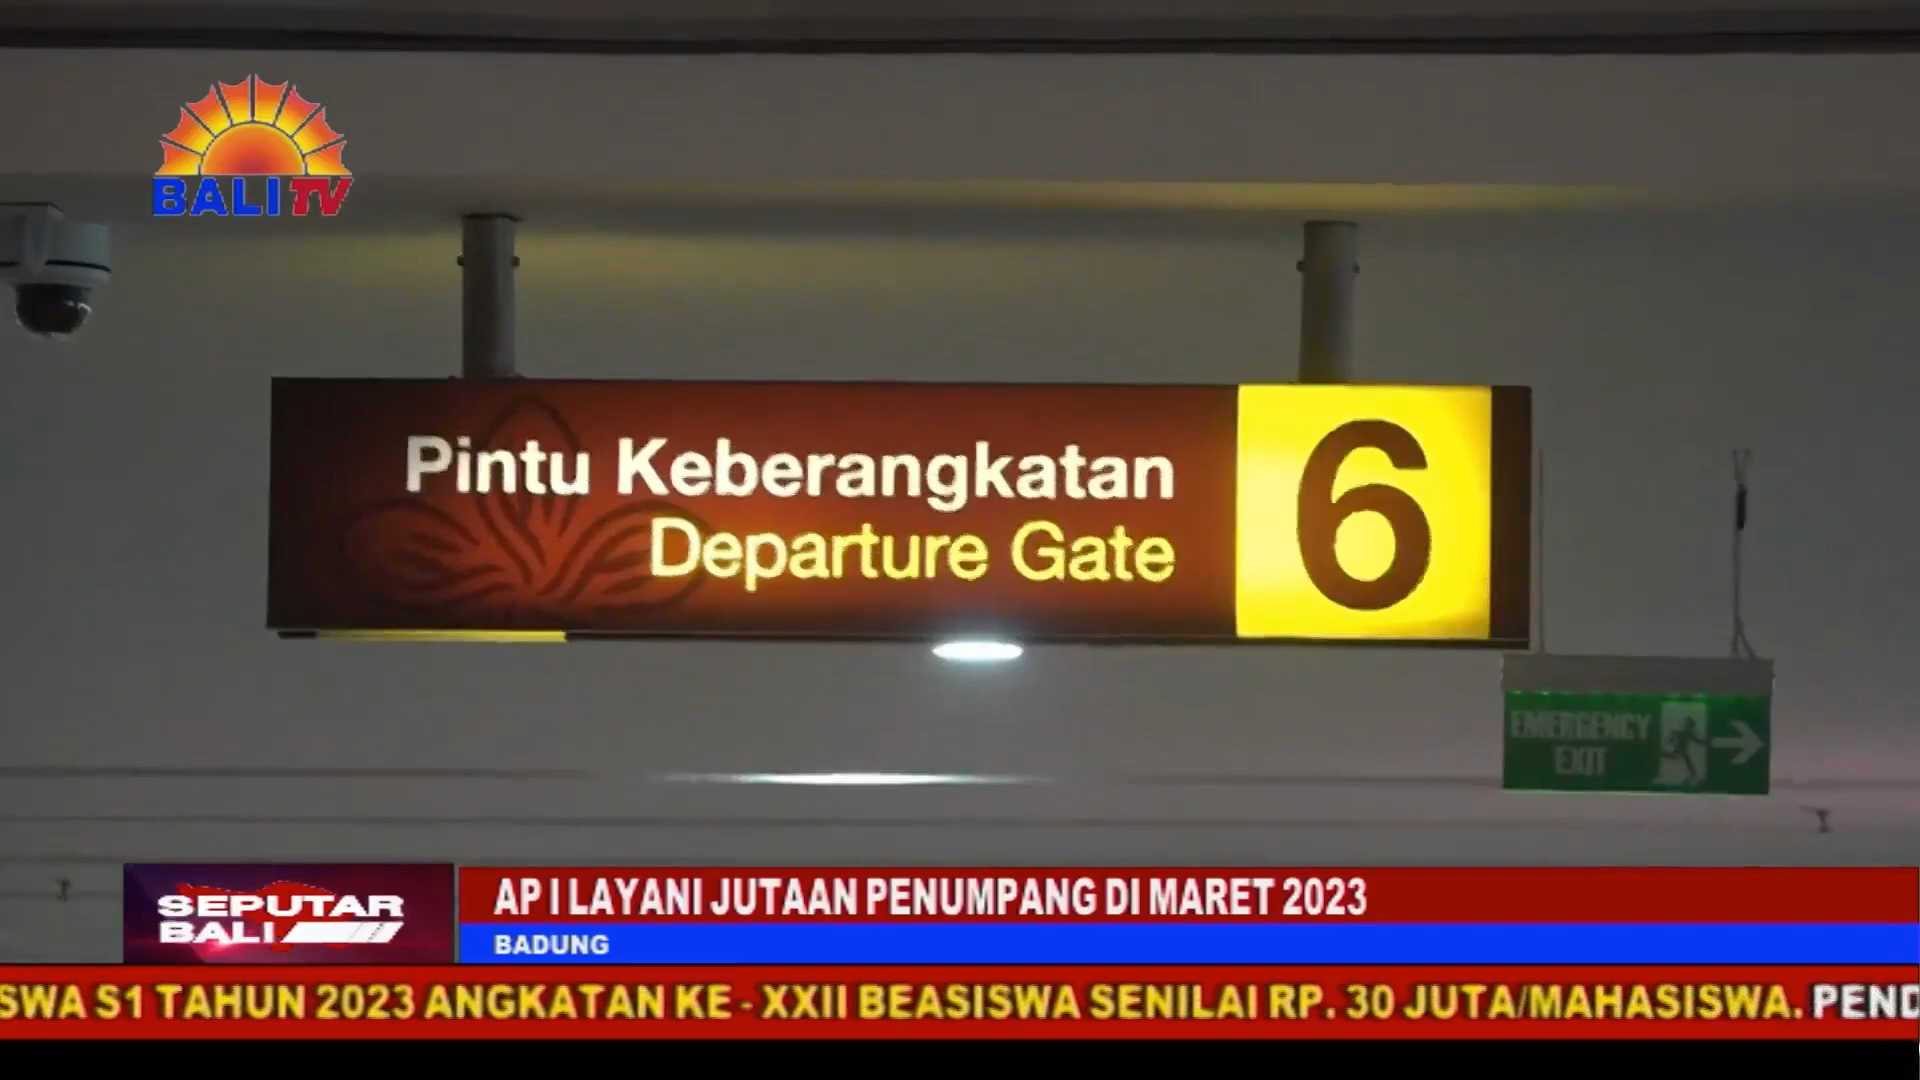 BALI TV
Pintu Keberangkatan
Departure Gate
6
EMERGENCY
EXIT
SEPUTAR
BALI
AP I LAYANI JUTAAN PENUMPANG DI MARET 2023
BADUNG
SWA S1 TAHUN 2023 ANGKATAN KE - XXII BEASISWA SENILAI RP. 30 JUTA/MAHASISWA. PEND